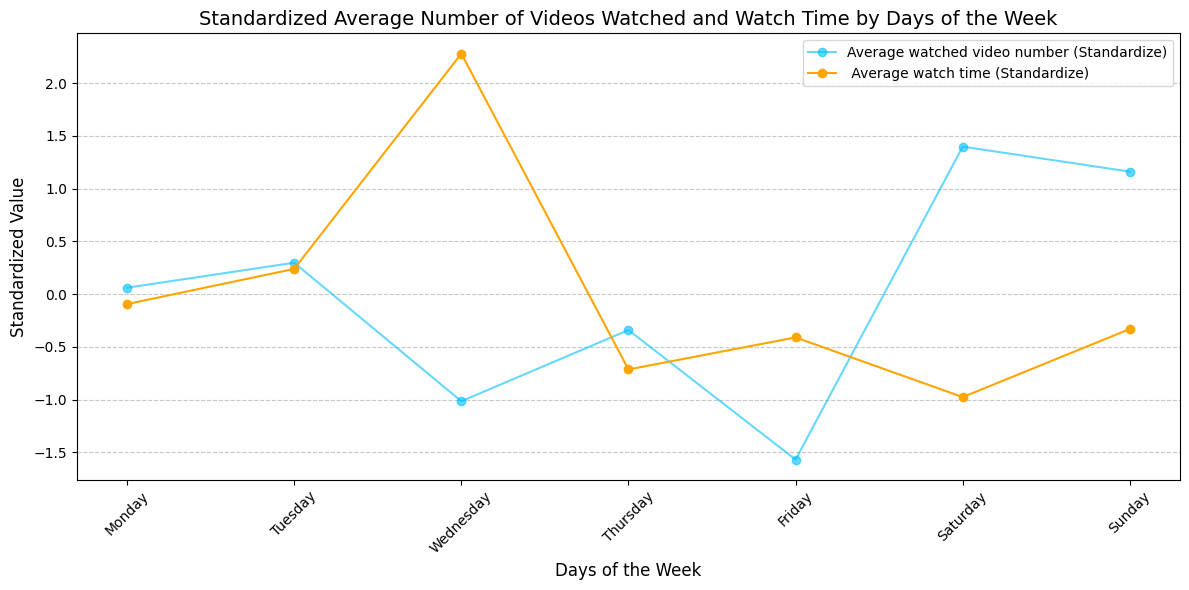 Standardized Average Number of Videos Watched and Watch Time by Days of the Week
Average watched video number (Standardize)
Average watch time (Standardize)
Standardized Value
2.0
1.5
1.0
0.5
0.0
−0.5
−1.0
−1.5
Monday
Tuesday
Wednesday
Thursday
Friday
Saturday
Sunday
Days of the Week